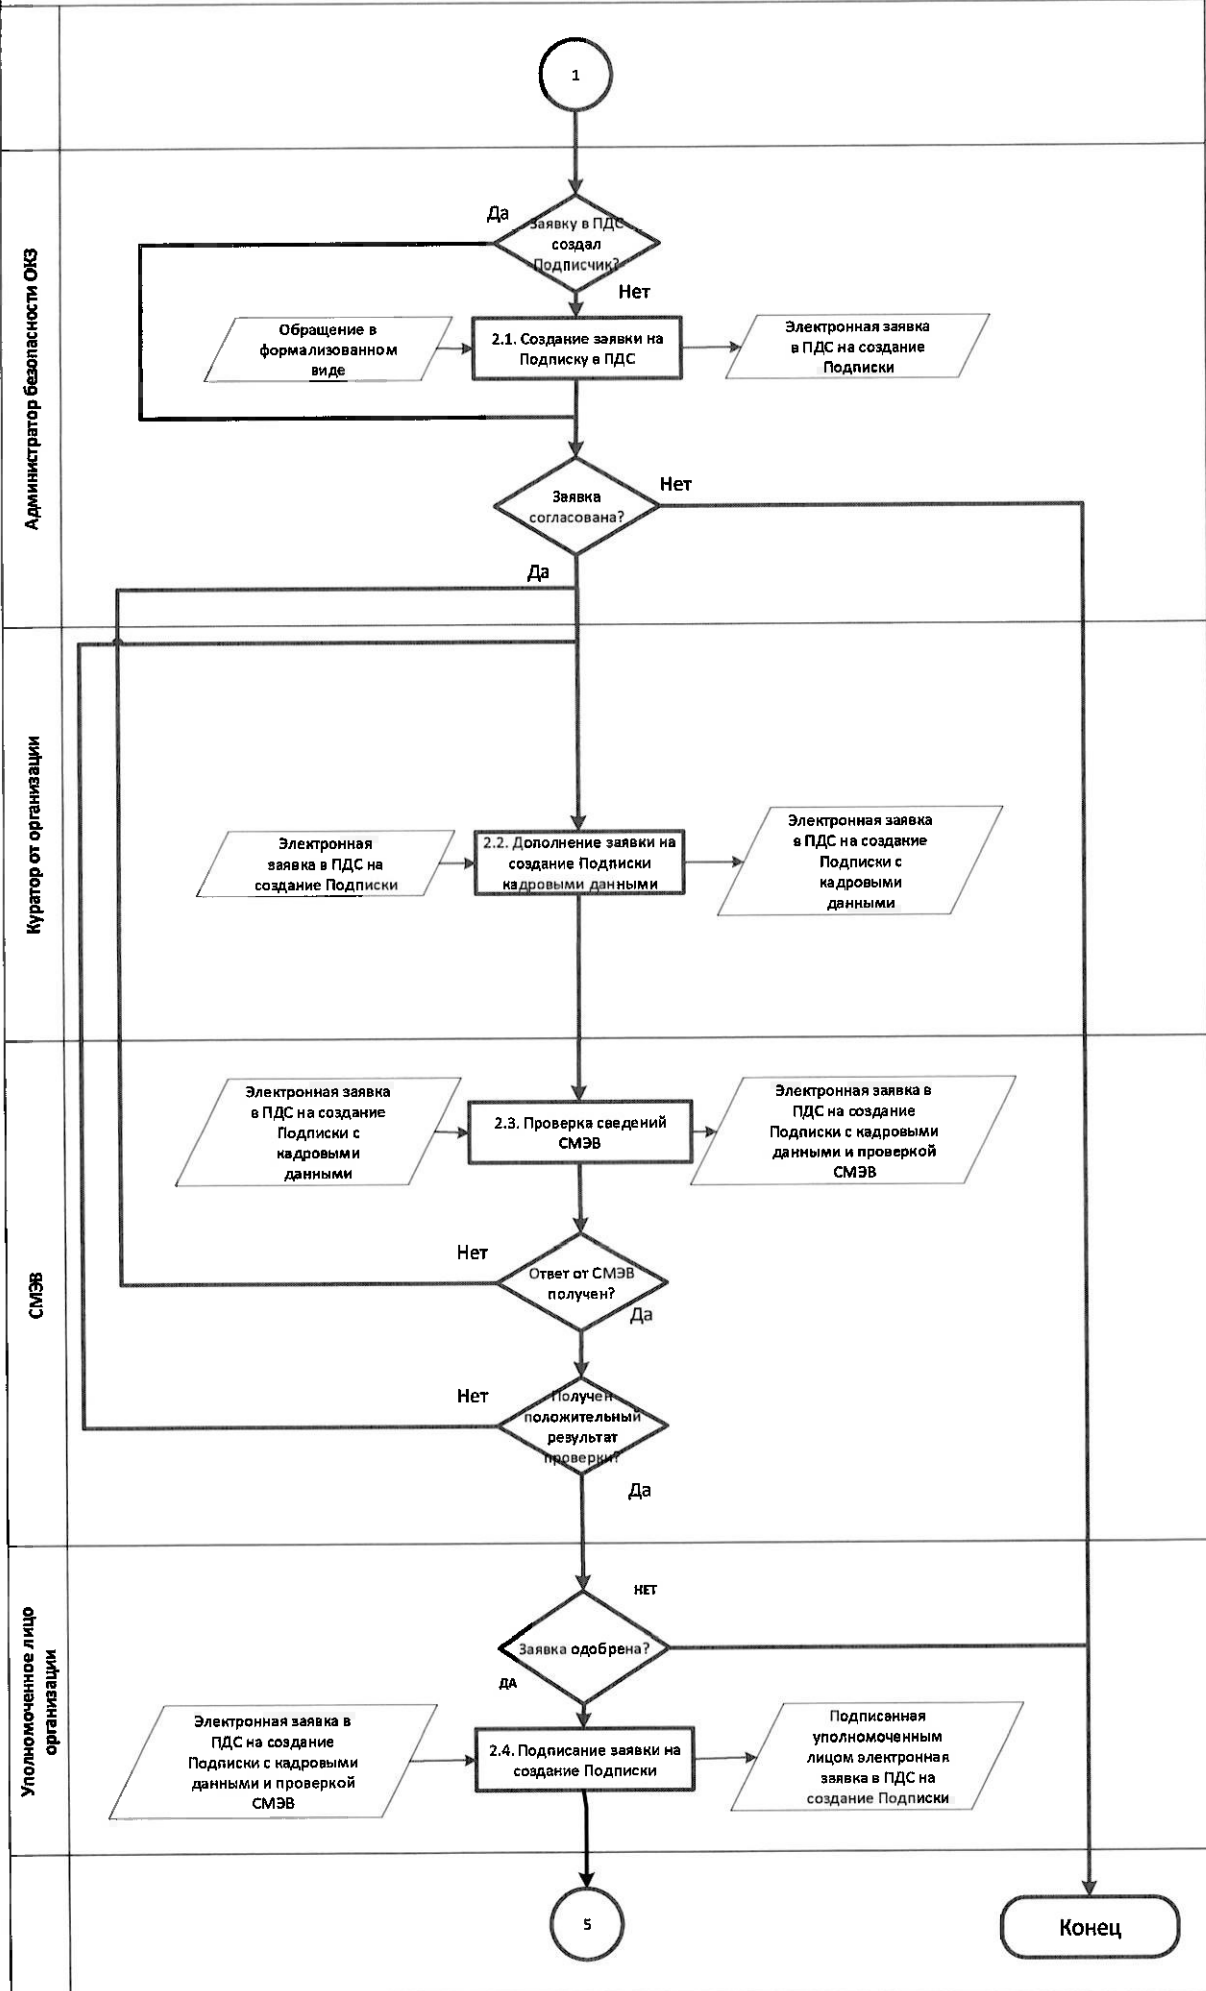 1
Администратор безопасности ОКЗ
Да
Заявку в ПДС
создал
Подписчик?
Нет
Обращение в
формализованном
виде
2.1. Создание заявки на
Подписку в ПДС
Электронная заявка
в ПДС на создание
Подписки
Заявка
согласована?
Нет
Да
Куратор от организации
Электронная
заявка в ПДС на
создание Подписки
2.2. Дополнение заявки на
создание Подписки
кадровыми данными
Электронная заявка
в ПДС на создание
Подписки с
кадровыми
данными
СМЭВ
Электронная заявка
в ПДС на создание
Подписки с
кадровыми
данными
2.3. Проверка сведений
СМЭВ
Электронная заявка в
ПДС на создание
Подписки с кадровыми
данными и проверкой
СМЭВ
Нет
Ответ от СМЭВ
получен?
Да
Нет
Получен
положительный
результат
проверки?
Да
Уполномоченное лицо
организации
НЕТ
Заявка одобрена?
ДА
Электронная заявка в
ПДС на создание
Подписки с кадровыми
данными и проверкой
СМЭВ
2.4. Подписание заявки на
создание Подписки
Подписанная
уполномоченным
лицом электронная
заявка в ПДС на
создание Подписки
5
Конец